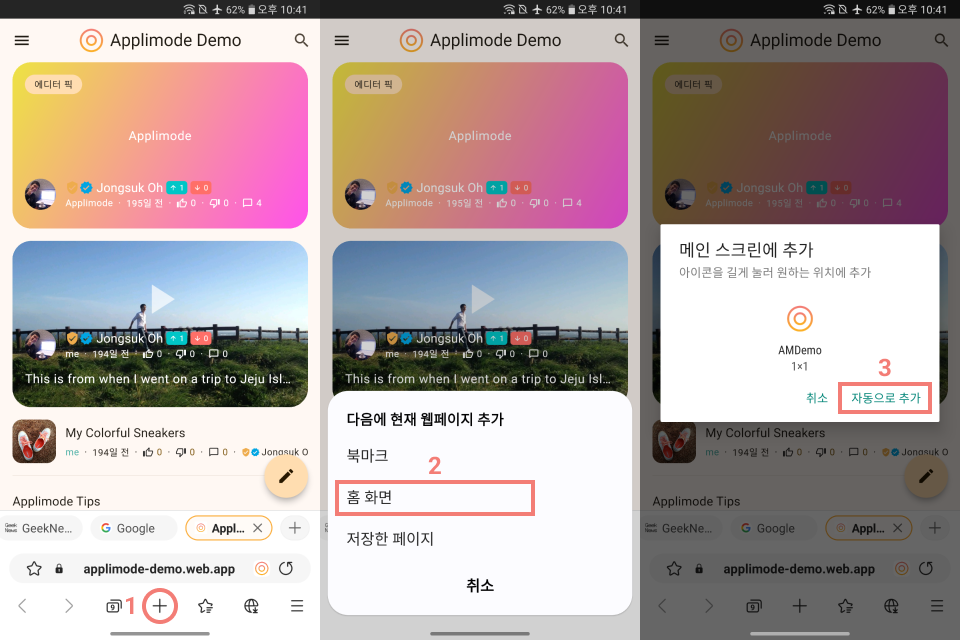 62% 오후 10:41
Applimode Demo
에디터 픽
Applimode
Jongsuk Oh ↑ 1 ↓ 0
Applimode · 195일 전 · 0 · 0 · 4
Jongsuk Oh ↑ 1 ↓ 0
me · 194일 전 · 0 · 0 · 0
This is from when I went on a trip to Jeju Isl...
My Colorful Sneakers
me · 194일 전 · 0 · 0 · 0 · Jongsuk O
Applimode Tips
Geek News GeekNe...
Google
Appl...
applimode-demo.web.app
9
1
62% 오후 10:41
Applimode Demo
에디터 픽
Applimode
Jongsuk Oh ↑ 1 ↓ 0
Applimode · 195일 전 · 0 · 0 · 4
Jongsuk Oh ↑ 1 ↓ 0
me · 194일 전 · 0 · 0 · 0
This is from when I went on a trip to Jeju Isl...
다음에 현재 웹페이지 추가
북마크
2
홈 화면
저장한 페이지
취소
62% 오후 10:41
Applimode Demo
에디터 픽
Applimode
Jongsuk Oh ↑ 1 ↓ 0
Applimode · 195일 전 · 0 · 0 · 4
메인 스크린에 추가
아이콘을 길게 눌러 원하는 위치에 추가
AMDemo
1×1
3
취소
자동으로 추가
My Colorful Sneakers
me · 194일 전 · 0 · 0 · 0 · Jongsuk O
Applimode Tips
Geek News GeekNe...
Google
Appl...
applimode-demo.web.app
9